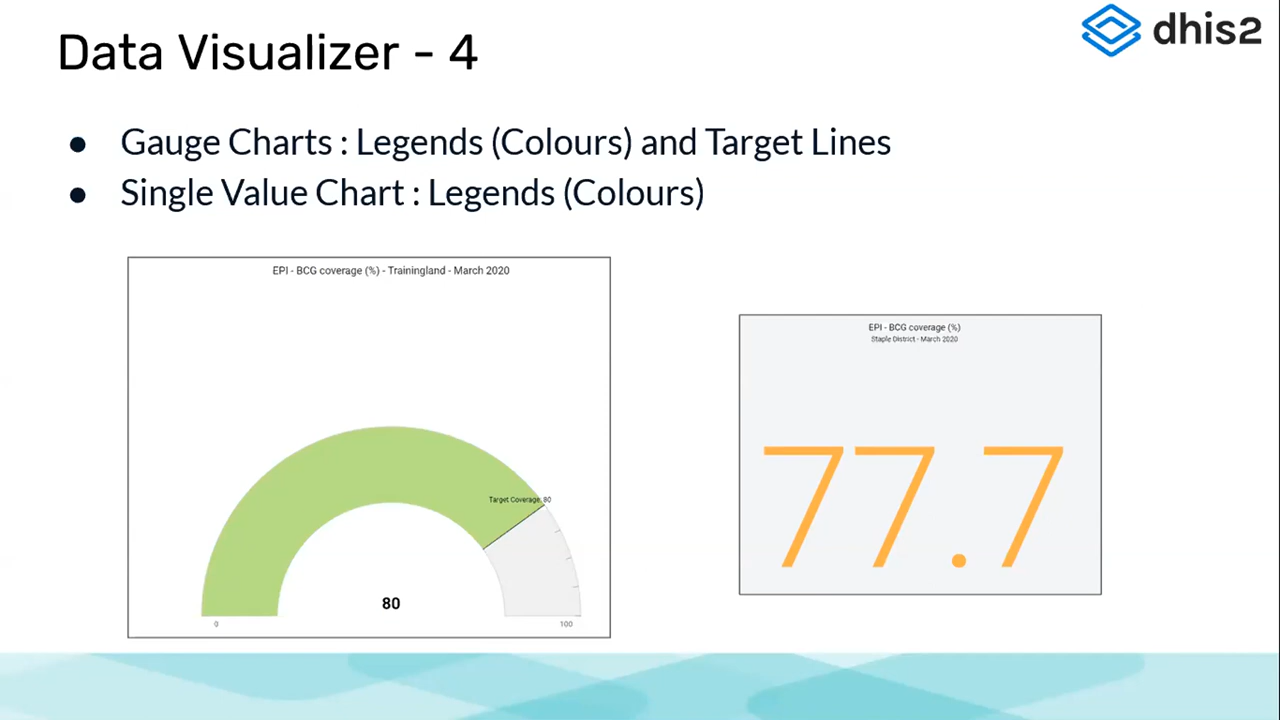 Data Visualizer - 4
dhis2
● Gauge Charts : Legends (Colours) and Target Lines
● Single Value Chart : Legends (Colours)
EPI - BCG coverage (%) - Trainingland - March 2020
Target Coverage: 80
80
0
100
EPI - BCG coverage (%)
Staple District - March 2020
77.7